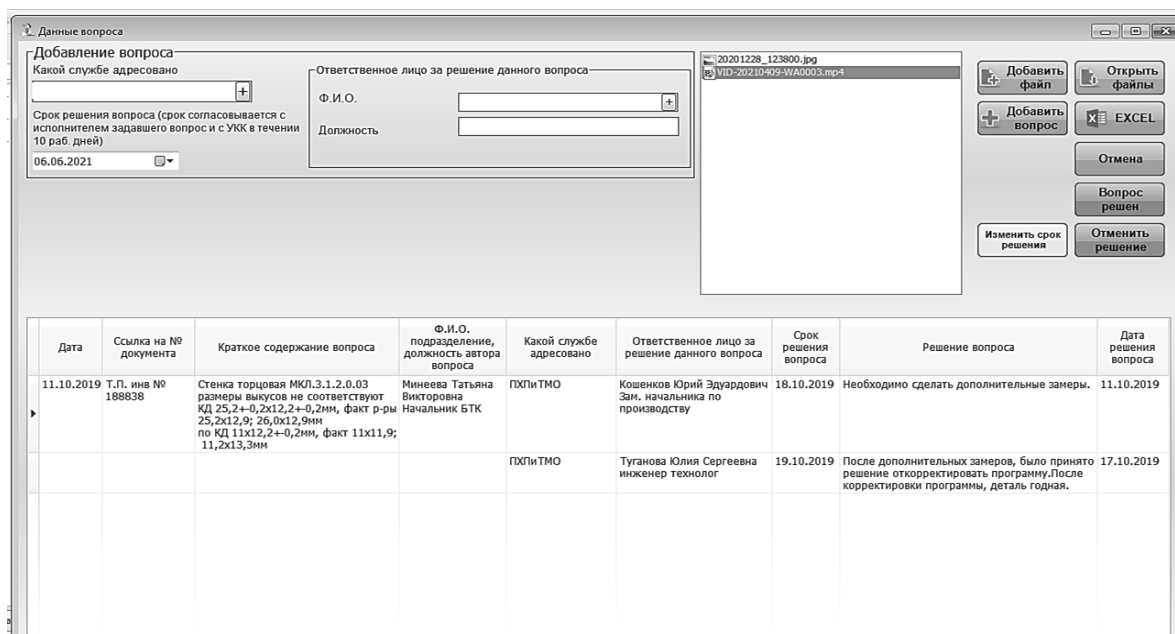 Данные вопроса
Добавление вопроса
Какой службе адресовано
Срок решения вопроса (срок согласовывается с
исполнителем задавшего вопрос и с УКК в течении
10 раб. дней)
06.06.2021
Ответственное лицо за решение данного вопроса
Ф.И.О.
Должность
20201228_123800.jpg
VID-20210409-WA0003.mp4
Добавить
файл
Открыть
файлы
Добавить
вопрос
EXCEL
Отмена
Вопрос
решен
Изменить срок
решения
Отменить
решение
Дата
Ссылка на №
документа
Краткое содержание вопроса
Ф.И.О.
подразделение,
должность автора
вопроса
Какой службе
адресовано
Ответственное лицо за
решение данного вопроса
Срок
решения
вопроса
Решение вопроса
Дата
решения
вопроса
11.10.2019
Т.П. инв №
188838
Стенка торцовая МКЛ.3.1.2.0.03
размеры выкусов не соответствуют
КД 25,2+-0,2х12,2+-0,2мм, факт р-ры
25,2х12,9; 26,0х12,9мм
по КД 11х12,2+-0,2мм, факт 11х11,9;
11,2х13,3мм
Минеева Татьяна
Викторовна
Начальник БТК
ПХПиТМО
Кошенков Юрий Эдуардович
Зам. начальника по
производству
18.10.2019
Необходимо сделать дополнительные замеры.
11.10.2019
ПХПиТМО
Туганова Юлия Сергеевна
инженер технолог
19.10.2019
После дополнительных замеров, было принято
решение откорректировать программу.После
корректировки программы, деталь годная.
17.10.2019